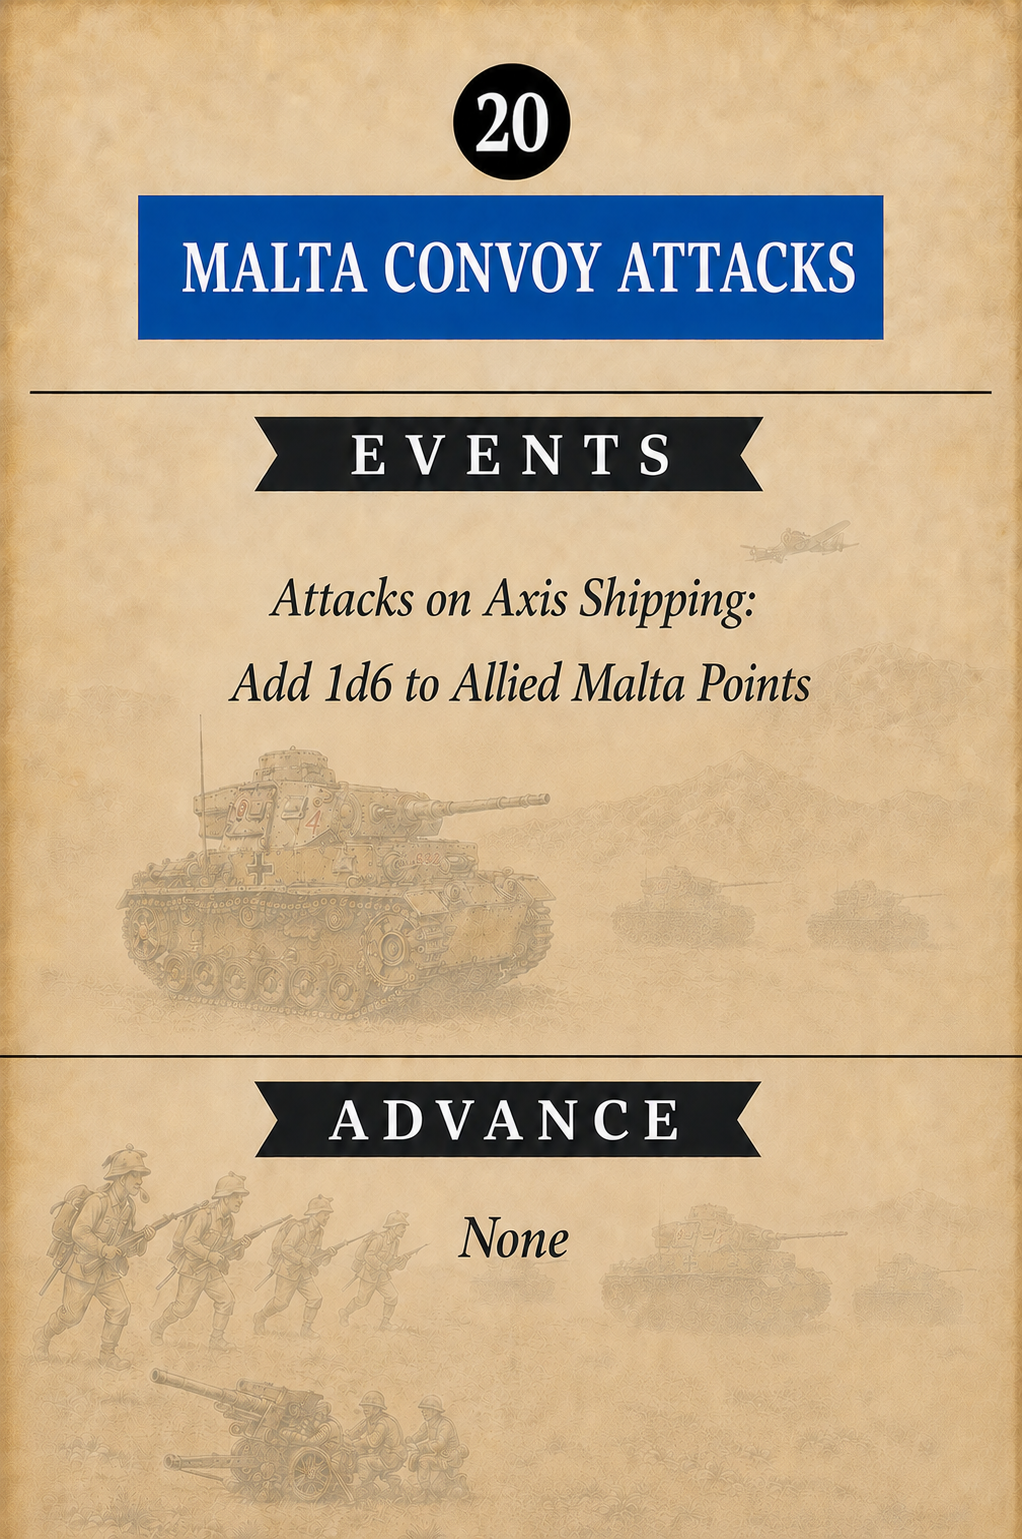 20
MALTA CONVOY ATTACKS
EVENTS
Attacks on Axis Shipping:
Add 1d6 to Allied Malta Points
ADVANCE
None